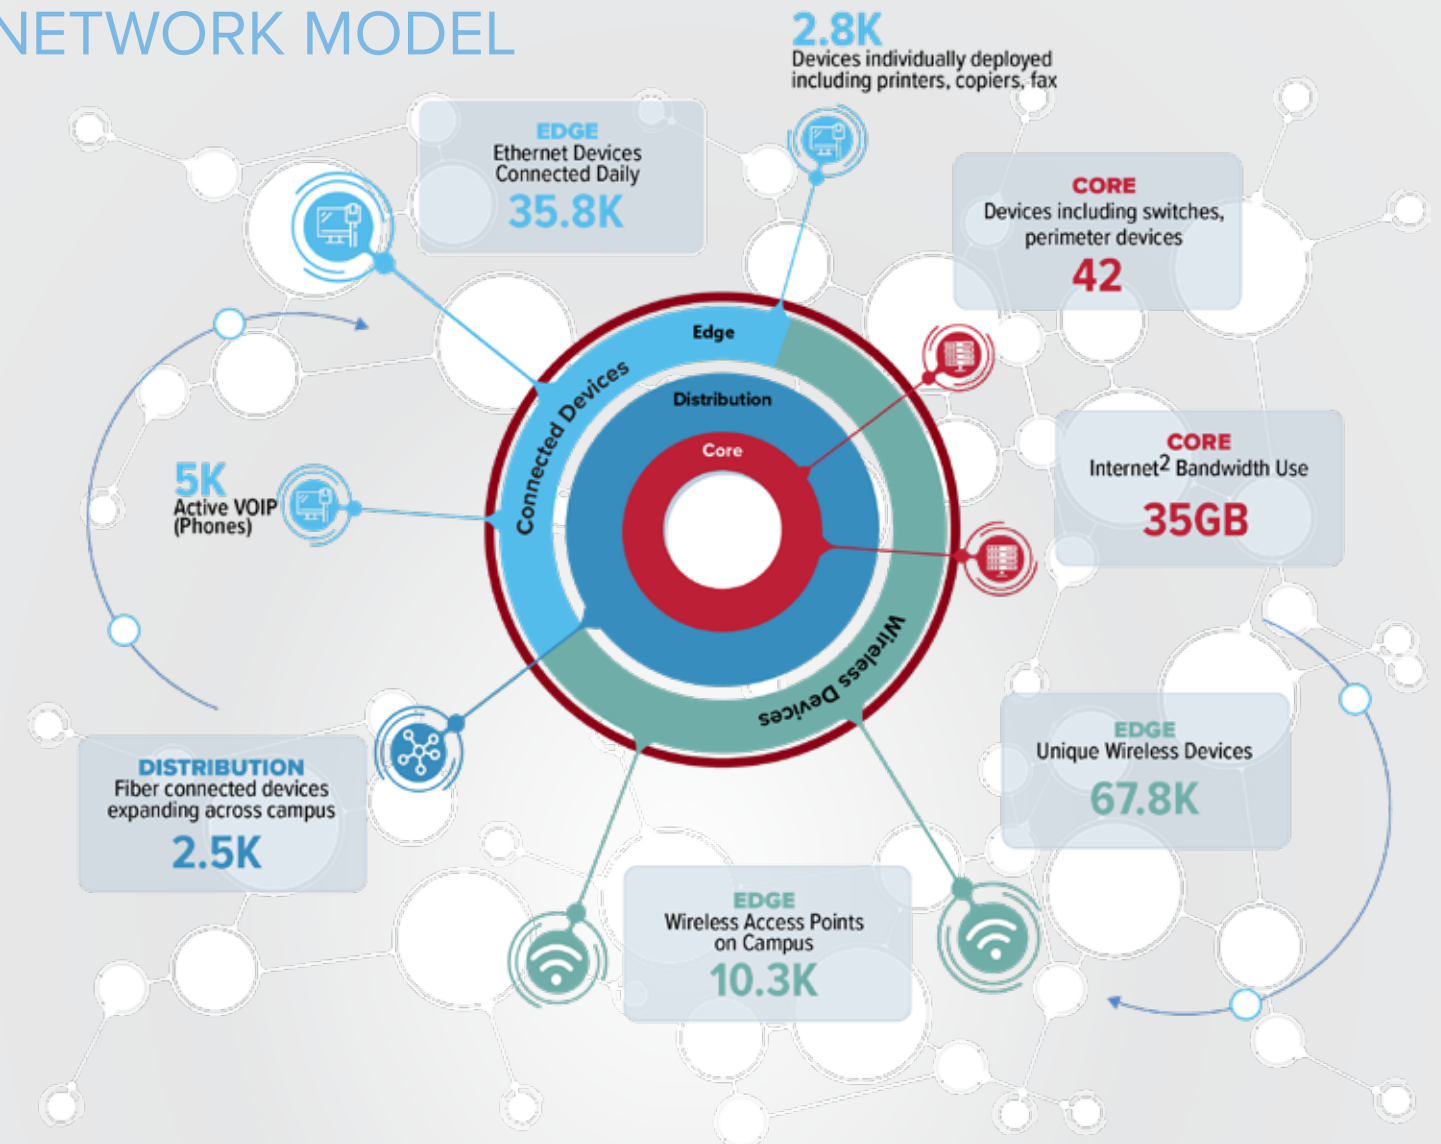 NETWORK MODEL
2.8K
Devices individually deployed
including printers, copiers, fax
EDGE
Ethernet Devices
Connected Daily
35.8K
CORE
Devices including switches,
perimeter devices
42
Edge
Connected Devices
Distribution
Core
CORE
Internet2 Bandwidth Use
35GB
5K
Active VOIP
(Phones)
Wireless Devices
EDGE
Unique Wireless Devices
67.8K
DISTRIBUTION
Fiber connected devices
expanding across campus
2.5K
EDGE
Wireless Access Points
on Campus
10.3K